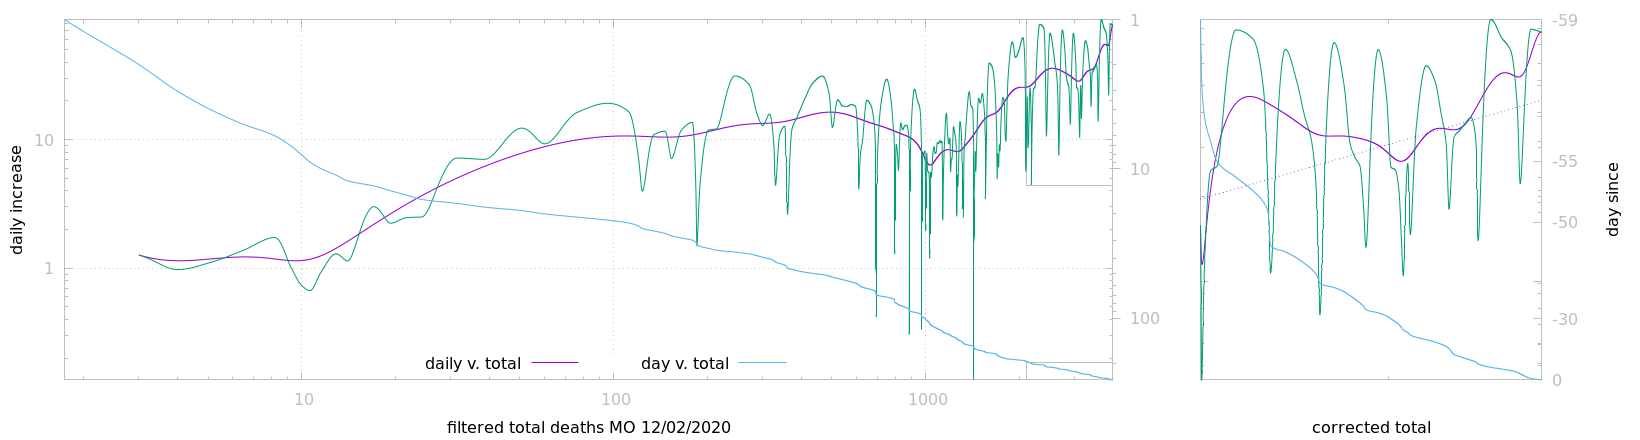 daily increase
10
1
daily v. total
day v. total
10
100
1000
filtered total deaths MO 12/02/2020
1
10
100
-59
-55
-50
-30
0
day since
corrected total